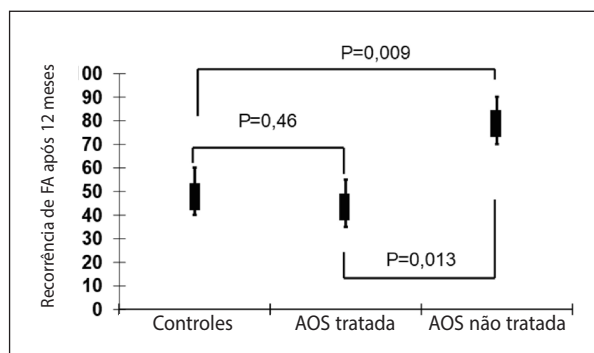 Recorrência de FA após 12 meses
00
90
80
70
60
50
40
30
20
10
0
P=0,009
P=0,46
P=0,013
Controles
AOS tratada
AOS não tratada